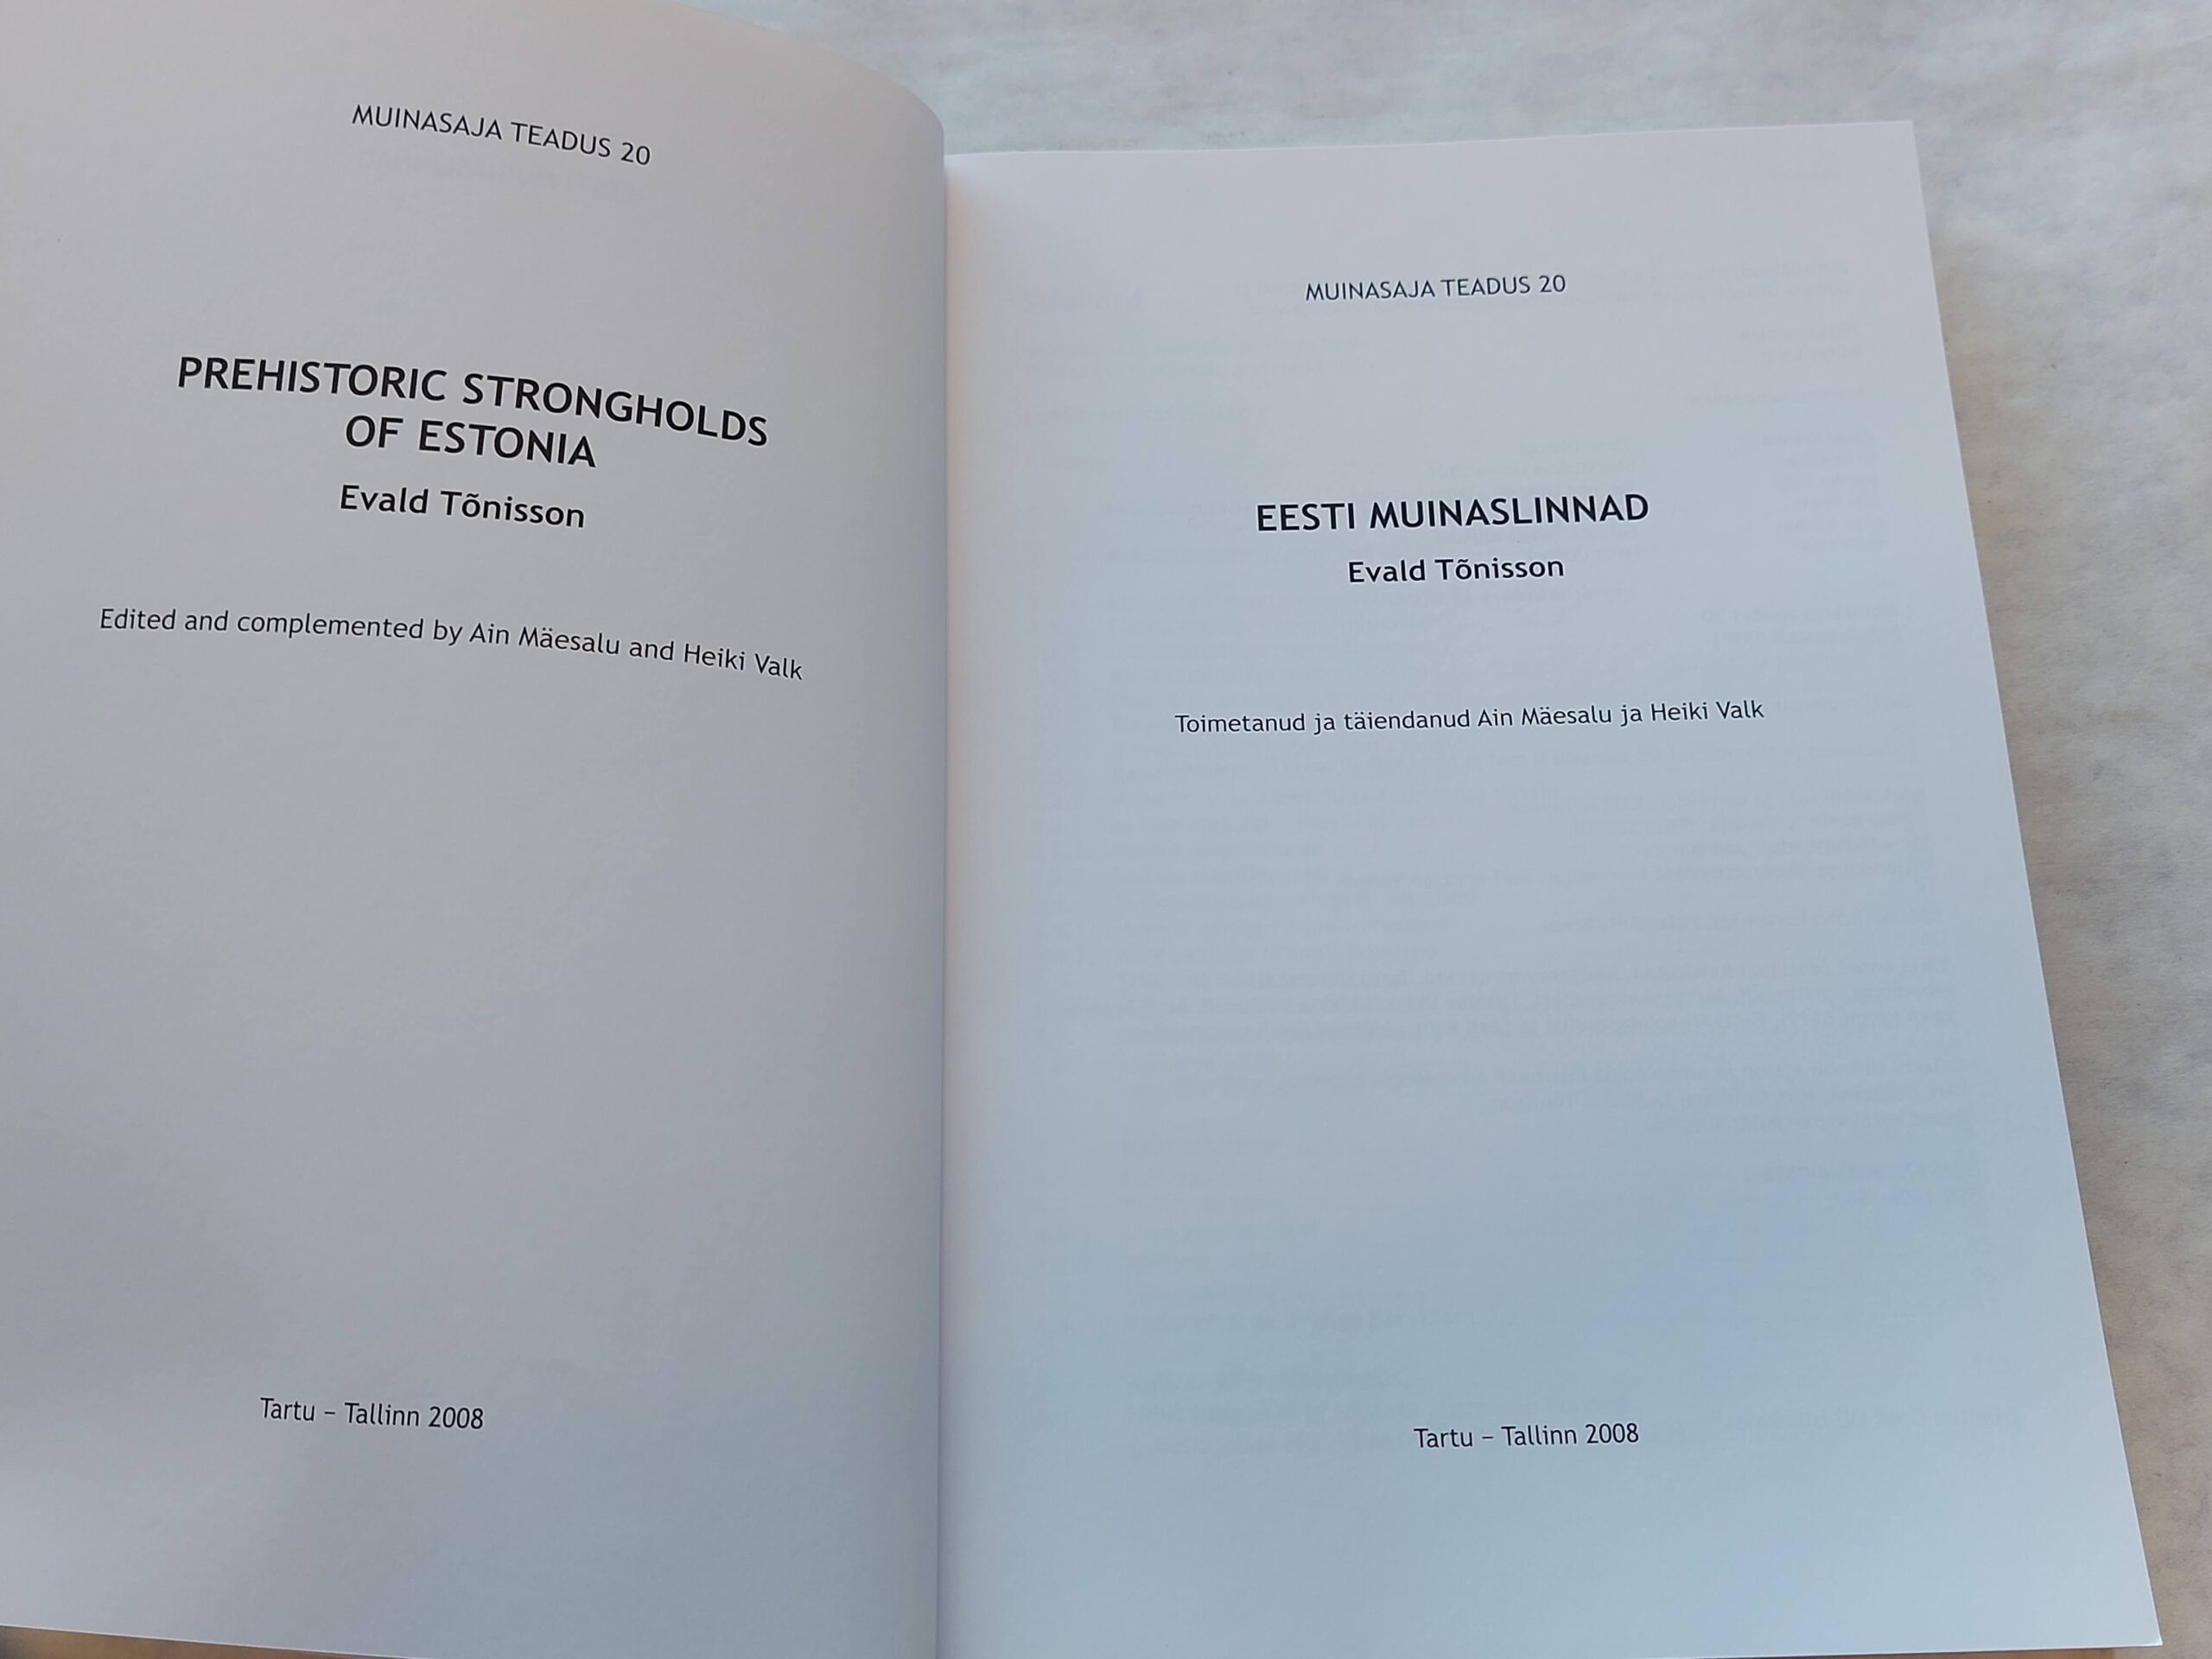 MUINASAJA TEADUS 20
PREHISTORIC STRONGHOLDS
OF ESTONIA
Evald Tõnisson
Edited and complemented by Ain Mäesalu and Heiki Valk
Tartu – Tallinn 2008
MUINASAJA TEADUS 20
EESTI MUINASLINNAD
Evald Tõnisson
Toimetanud ja täiendanud Ain Mäesalu ja Heiki Valk
Tartu – Tallinn 2008